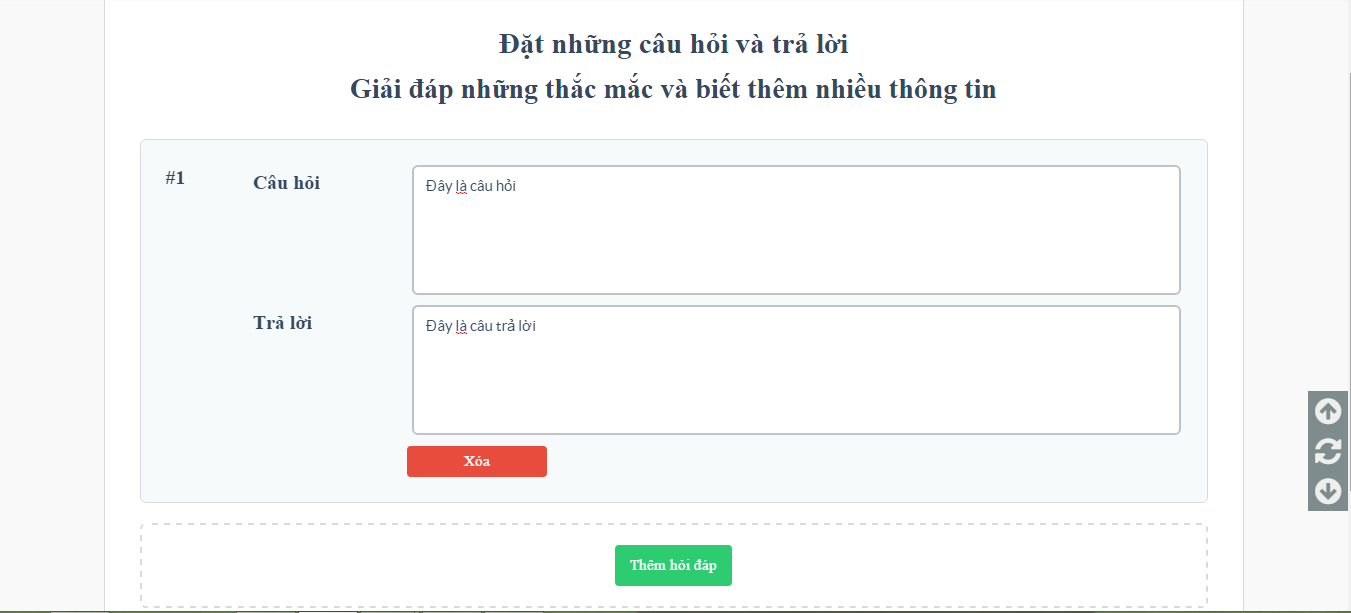 Đặt những câu hỏi và trả lời
Giải đáp những thắc mắc và biết thêm nhiều thông tin
#1
Câu hỏi
Đây là câu hỏi
Trả lời
Đây là câu trả lời
Xóa
Thêm hỏi đáp